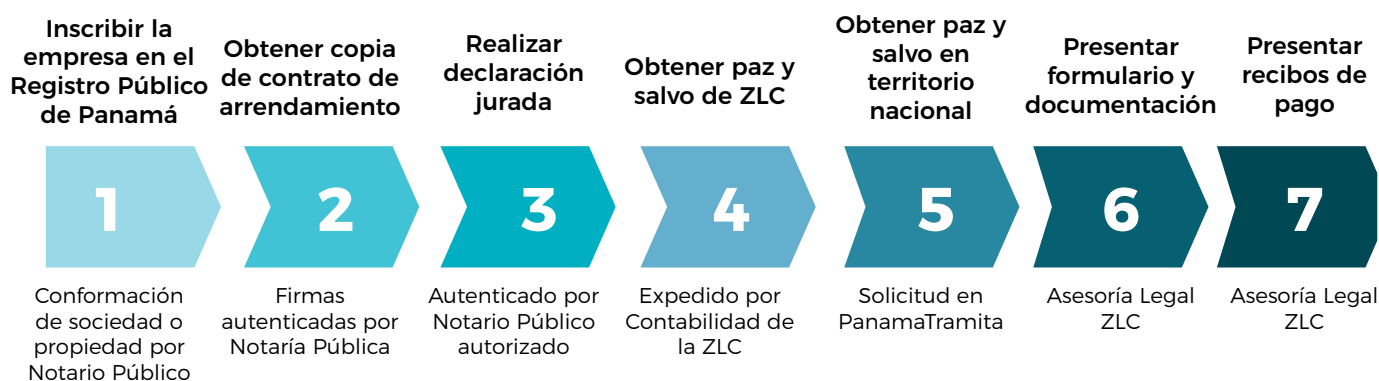 Inscribir la
empresa en el
Registro Público
de Panamá
Obtener copia
de contrato de
arrendamiento
Realizar
declaración
jurada
Obtener paz y
salvo de ZLC
Obtener paz y
salvo en
territorio
nacional
Presentar
formulario y
documentación
Presentar
recibos de
pago
1
2
3
4
5
6
7
Conformación
de sociedad o
propiedad por
Notario Público
Firmas
autenticadas por
Notaría Pública
Autenticado por
Notario Público
autorizado
Expedido por
Contabilidad de
la ZLC
Solicitud en
PanamaTramita
Asesoría Legal
ZLC
Asesoría Legal
ZLC